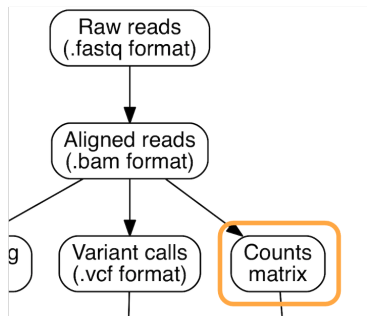 Raw reads
(.fastq format)
Aligned reads
(.bam format)
g
Variant calls
(.vcf format)
Counts
matrix